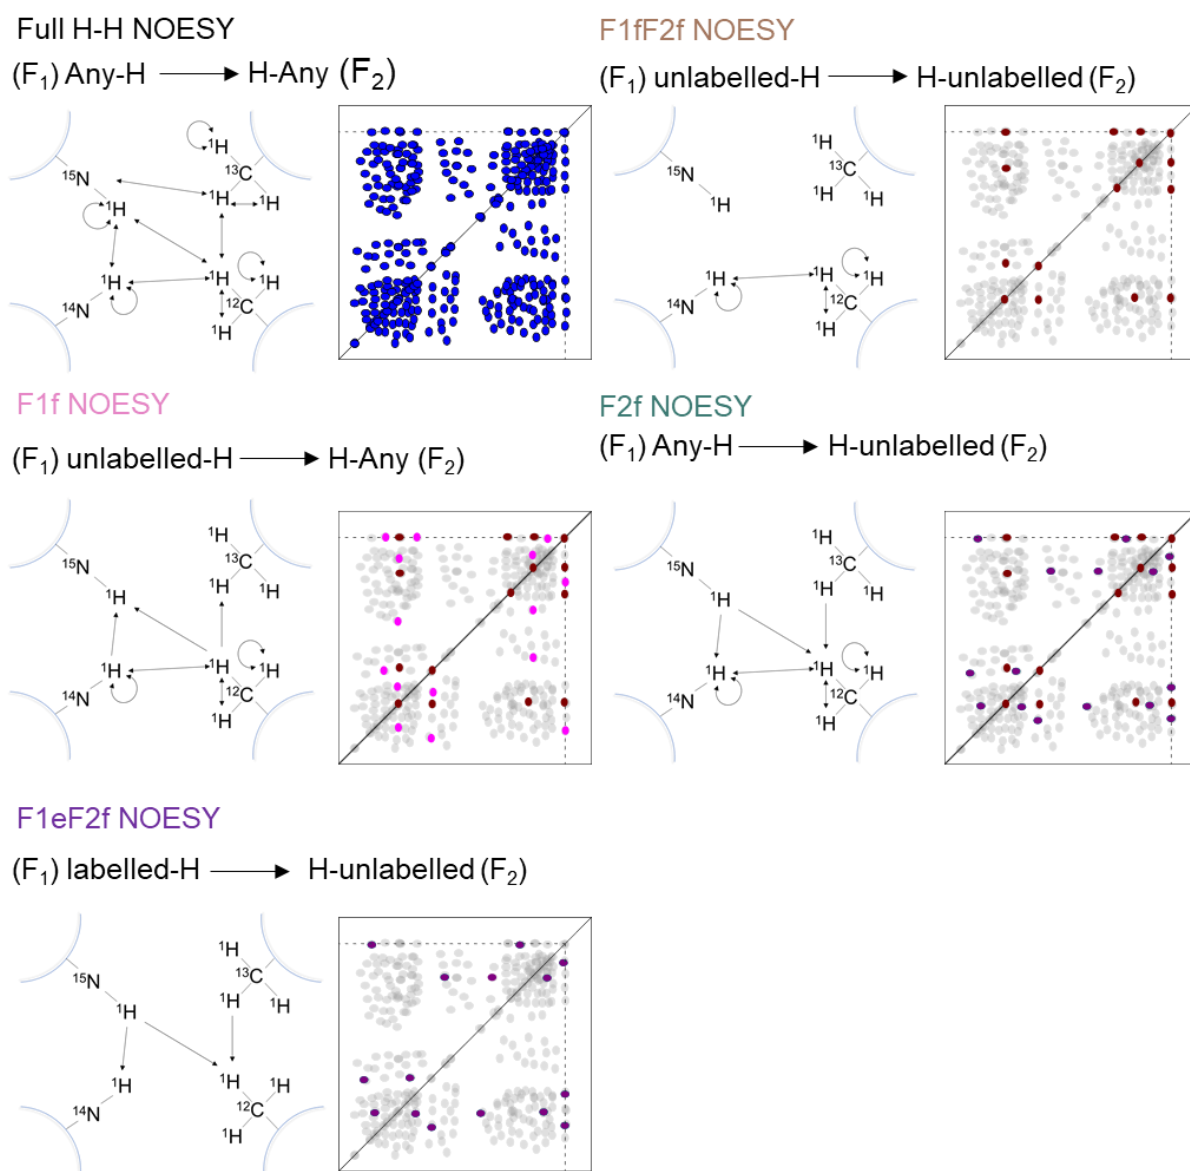 Full H-H NOESY
(F₁) Any-H ⟶ H-Any (F₂)
¹⁵N
¹H
¹H
¹⁴N
¹H
¹³C
¹H
¹H
¹H
¹H
¹²C
¹H
F1fF2f NOESY
(F₁) unlabelled-H ⟶ H-unlabelled (F₂)
¹⁵N
¹H
¹H
¹⁴N
¹H
¹³C
¹H
¹H
¹H
¹H
¹²C
¹H
F1f NOESY
(F₁) unlabelled-H ⟶ H-Any (F₂)
¹⁵N
¹H
¹H
¹⁴N
¹H
¹³C
¹H
¹H
¹H
¹H
¹²C
¹H
F2f NOESY
(F₁) Any-H ⟶ H-unlabelled (F₂)
¹⁵N
¹H
¹H
¹⁴N
¹H
¹³C
¹H
¹H
¹H
¹H
¹²C
¹H
F1eF2f NOESY
(F₁) labelled-H ⟶ H-unlabelled (F₂)
¹⁵N
¹H
¹H
¹⁴N
¹H
¹³C
¹H
¹H
¹H
¹H
¹²C
¹H